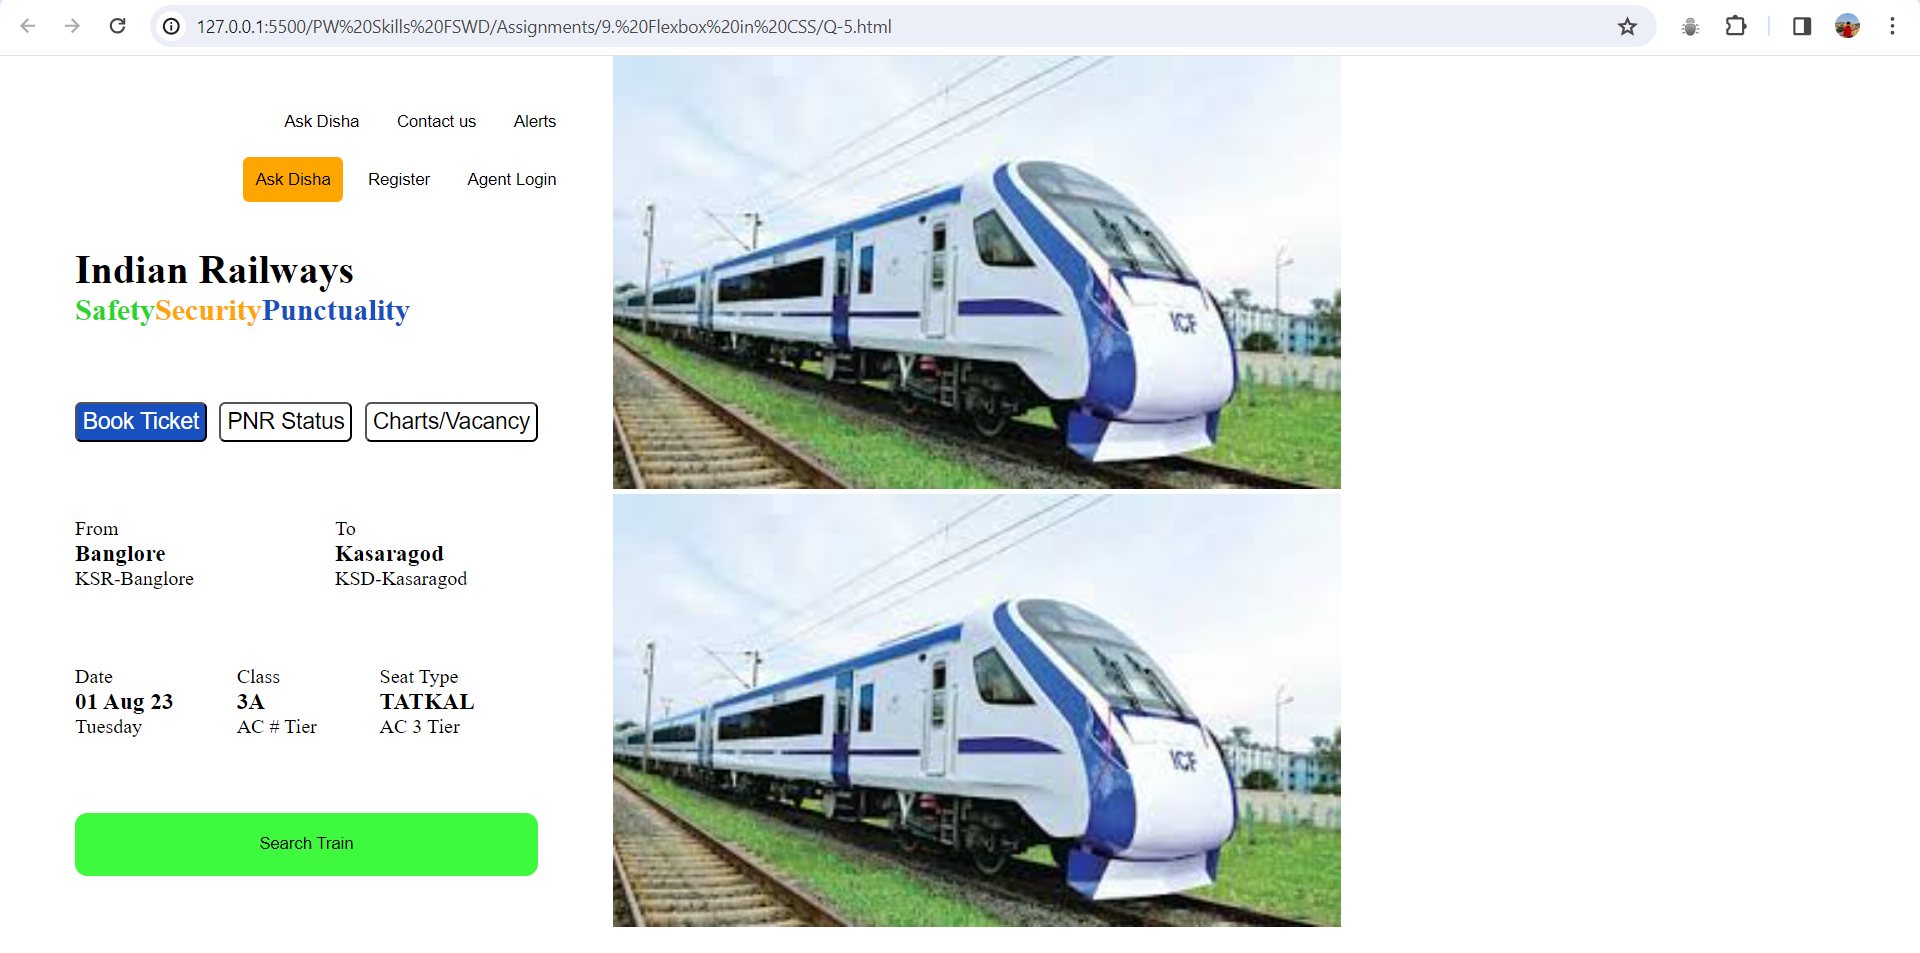 127.0.0.1:5500/PW%20Skills%20FSWD/Assignments/9.%20Flexbox%20in%20CSS/Q-5.html
Ask Disha Contact us Alerts
Ask Disha Register Agent Login
Indian Railways
SafetySecurityPunctuality
Book Ticket PNR Status Charts/Vacancy
From To
Banglore Kasaragod
KSR-Banglore KSD-Kasaragod
Date Class Seat Type
01 Aug 23 3A TATKAL
Tuesday AC # Tier AC 3 Tier
Search Train
ICF
ICF